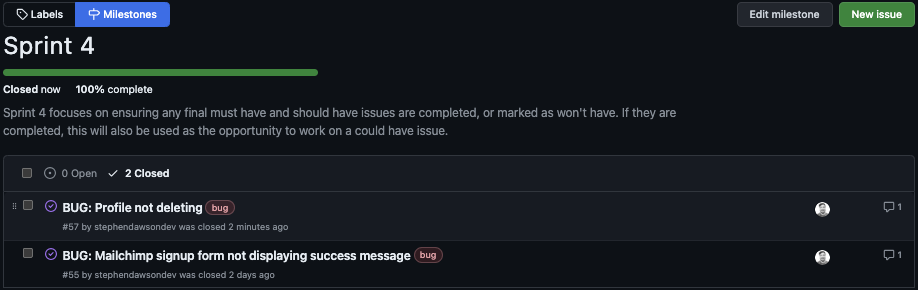 Labels Milestones Edit milestone New issue
Sprint 4
Closed now 100% complete
Sprint 4 focuses on ensuring any final must have and should have issues are completed, or marked as won't have. If they are
completed, this will also be used as the opportunity to work on a could have issue.
0 Open 2 Closed
BUG: Profile not deleting bug 1
#57 by stephendawsondev was closed 2 minutes ago
BUG: Mailchimp signup form not displaying success message bug 1
#55 by stephendawsondev was closed 2 days ago